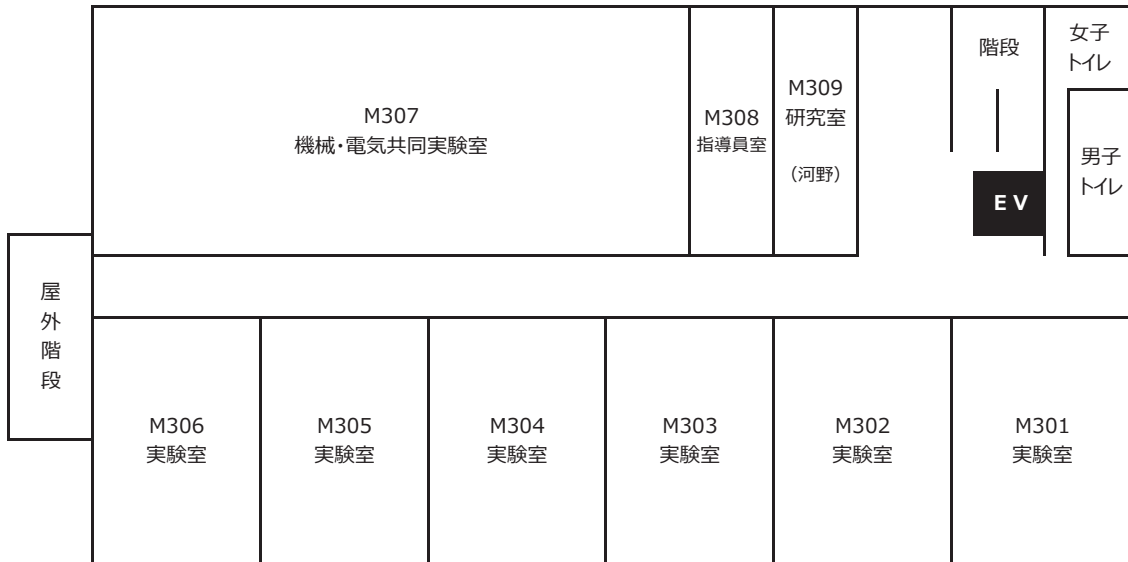 M307
機械・電気共同実験室
M308
指導員室
M309
研究室
（河野）
階段
女子
トイレ
男子
トイレ
E V
屋
外
階
段
M306
実験室
M305
実験室
M304
実験室
M303
実験室
M302
実験室
M301
実験室